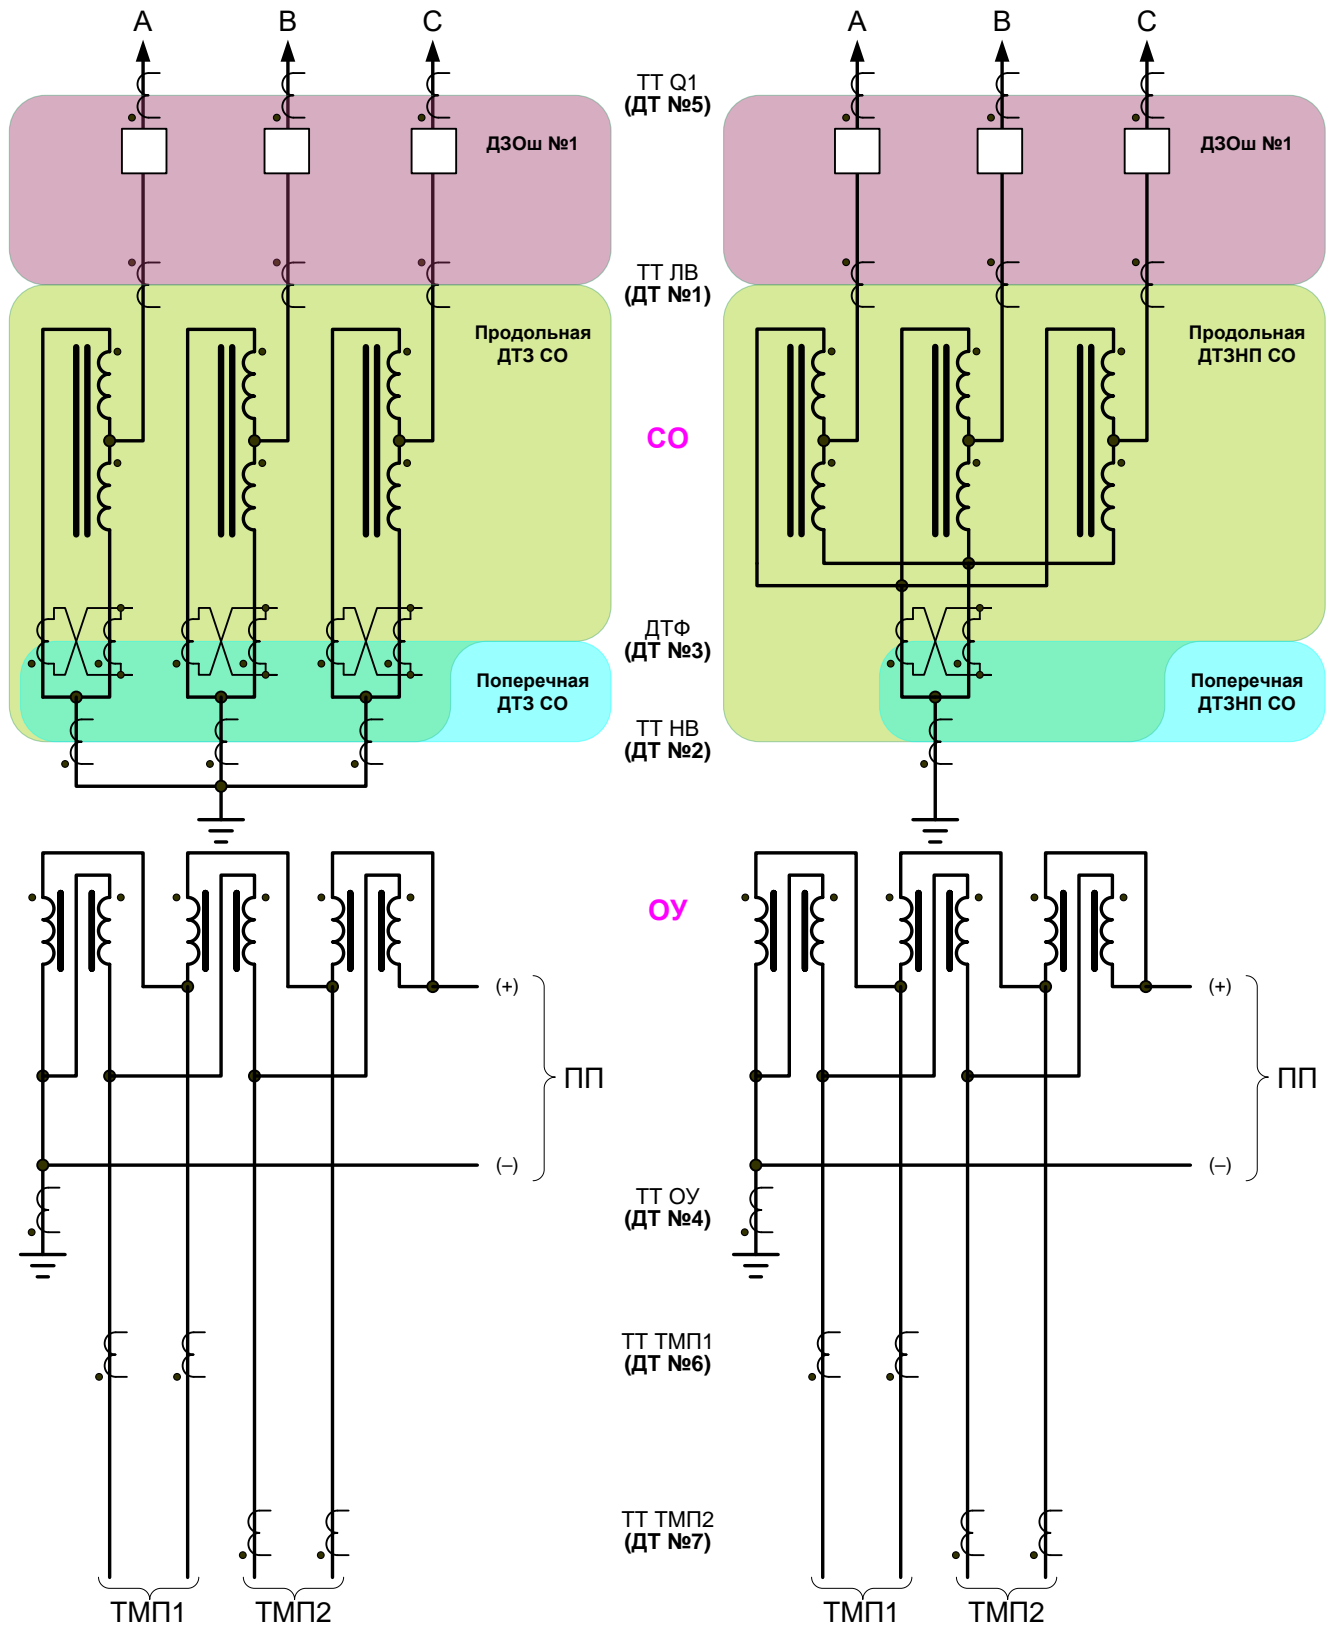 A B C
A B C
ТТ Q1
(ДТ №5)
ДЗОш №1
ДЗОш №1
ТТ ЛВ
(ДТ №1)
Продольная
ДТЗ СО
Продольная
ДТЗНП СО
СО
ДТФ
(ДТ №3)
Поперечная
ДТЗ СО
Поперечная
ДТЗНП СО
ТТ НВ
(ДТ №2)
ОУ
(+)
(+)
ПП
ПП
(–)
(–)
ТТ ОУ
(ДТ №4)
ТТ ТМП1
(ДТ №6)
ТТ ТМП2
(ДТ №7)
ТМП1 ТМП2
ТМП1 ТМП2